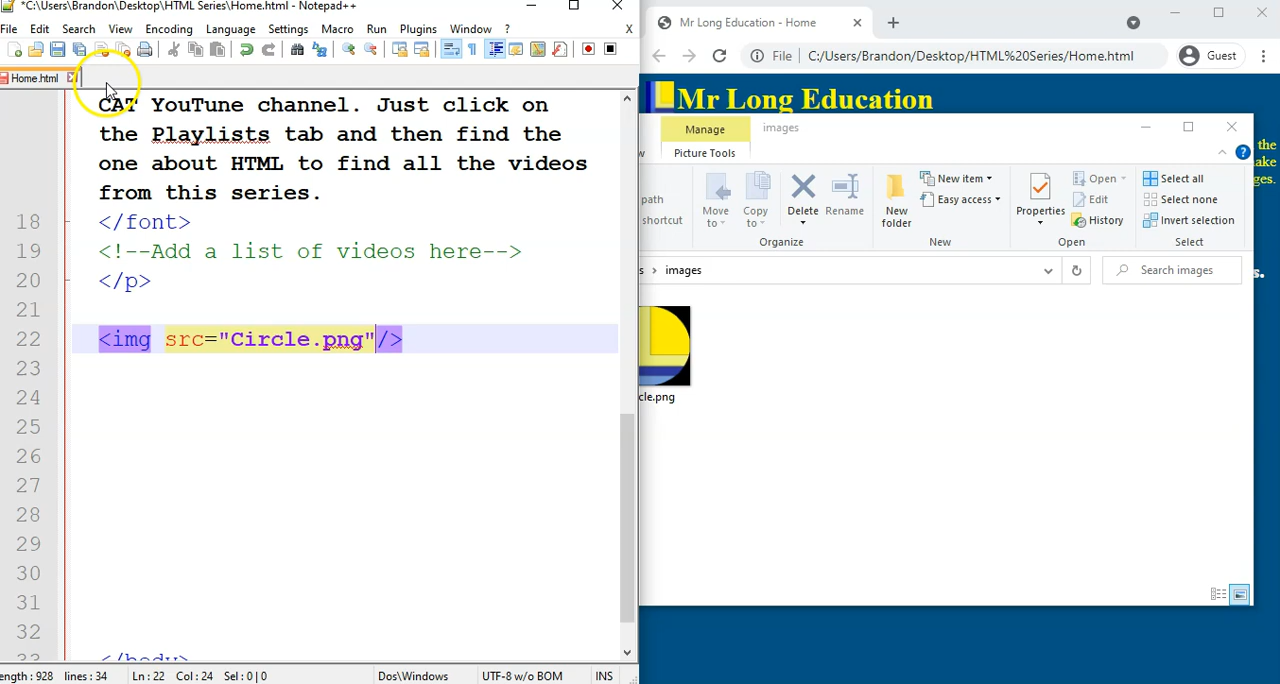 *C:\Users\Brandon\Desktop\HTML Series\Home.html - Notepad++
File Edit Search View Encoding Language Settings Macro Run Plugins Window ? X
Home.html
CAT YouTune channel. Just click on
the Playlists tab and then find the
one about HTML to find all the videos
from this series.
18 </font>
19 <!--Add a list of videos here-->
20 </p>
21
22 <img src="Circle.png"/>
23
24
25
26
27
28
29
30
31
32
33 </body>
ength : 928 lines : 34 Ln : 22 Col : 24 Sel : 0 | 0 Dos\Windows UTF-8 w/o BOM INS
Mr Long Education - Home
File C:/Users/Brandon/Desktop/HTML%20Series/Home.html Guest
Mr Long Education
the
ake
ges.
s.
Manage images
w Picture Tools
path
shortcut
Move to
Copy to
Delete
Rename
Organize
New folder
New item
Easy access
New
Properties
Open
Edit
History
Open
Select all
Select none
Invert selection
Select
s › images Search images
cle.png